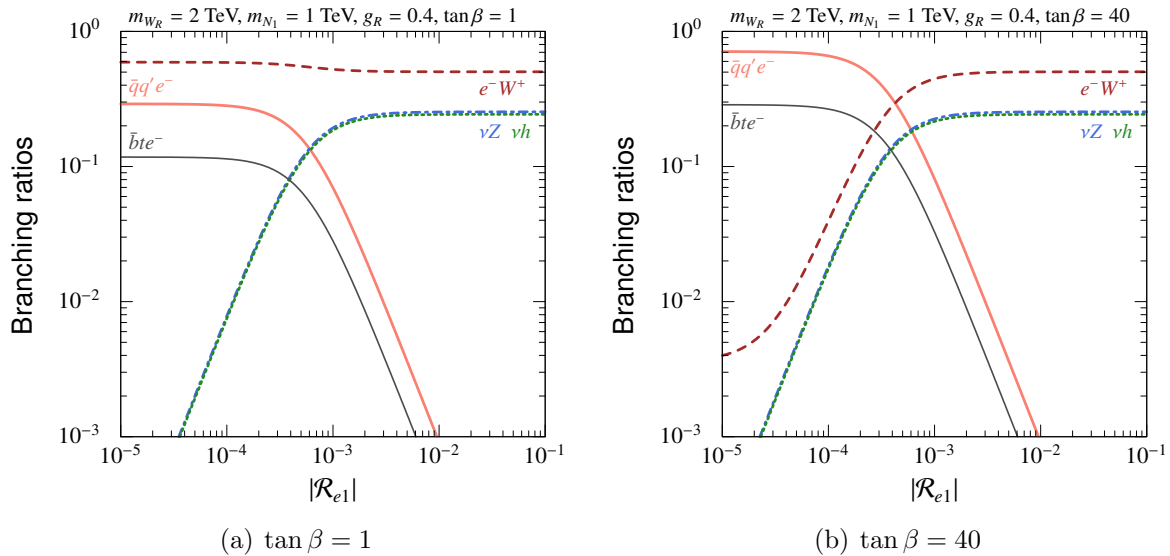 m_{W_R} = 2 TeV, m_{N_1} = 1 TeV, g_R = 0.4, tan β = 1
Branching ratios
10^0
10^{-1}
10^{-2}
10^{-3}
q̄q′e^-
b̄te^-
e^-W^+
νZ νh
10^{-5} 10^{-4} 10^{-3} 10^{-2} 10^{-1}
|ℛ_{e1}|
(a) tan β = 1
m_{W_R} = 2 TeV, m_{N_1} = 1 TeV, g_R = 0.4, tan β = 40
Branching ratios
10^0
10^{-1}
10^{-2}
10^{-3}
q̄q′e^-
b̄te^-
e^-W^+
νZ νh
10^{-5} 10^{-4} 10^{-3} 10^{-2} 10^{-1}
|ℛ_{e1}|
(b) tan β = 40